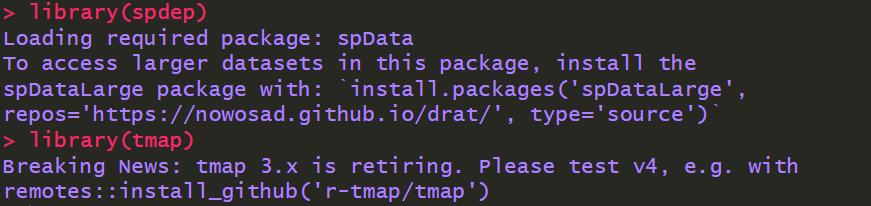 > library(spdep)
Loading required package: spData
To access larger datasets in this package, install the
spDataLarge package with: `install.packages('spDataLarge',
repos='https://nowosad.github.io/drat/', type='source')`
> library(tmap)
Breaking News: tmap 3.x is retiring. Please test v4, e.g. with
remotes::install_github('r-tmap/tmap')